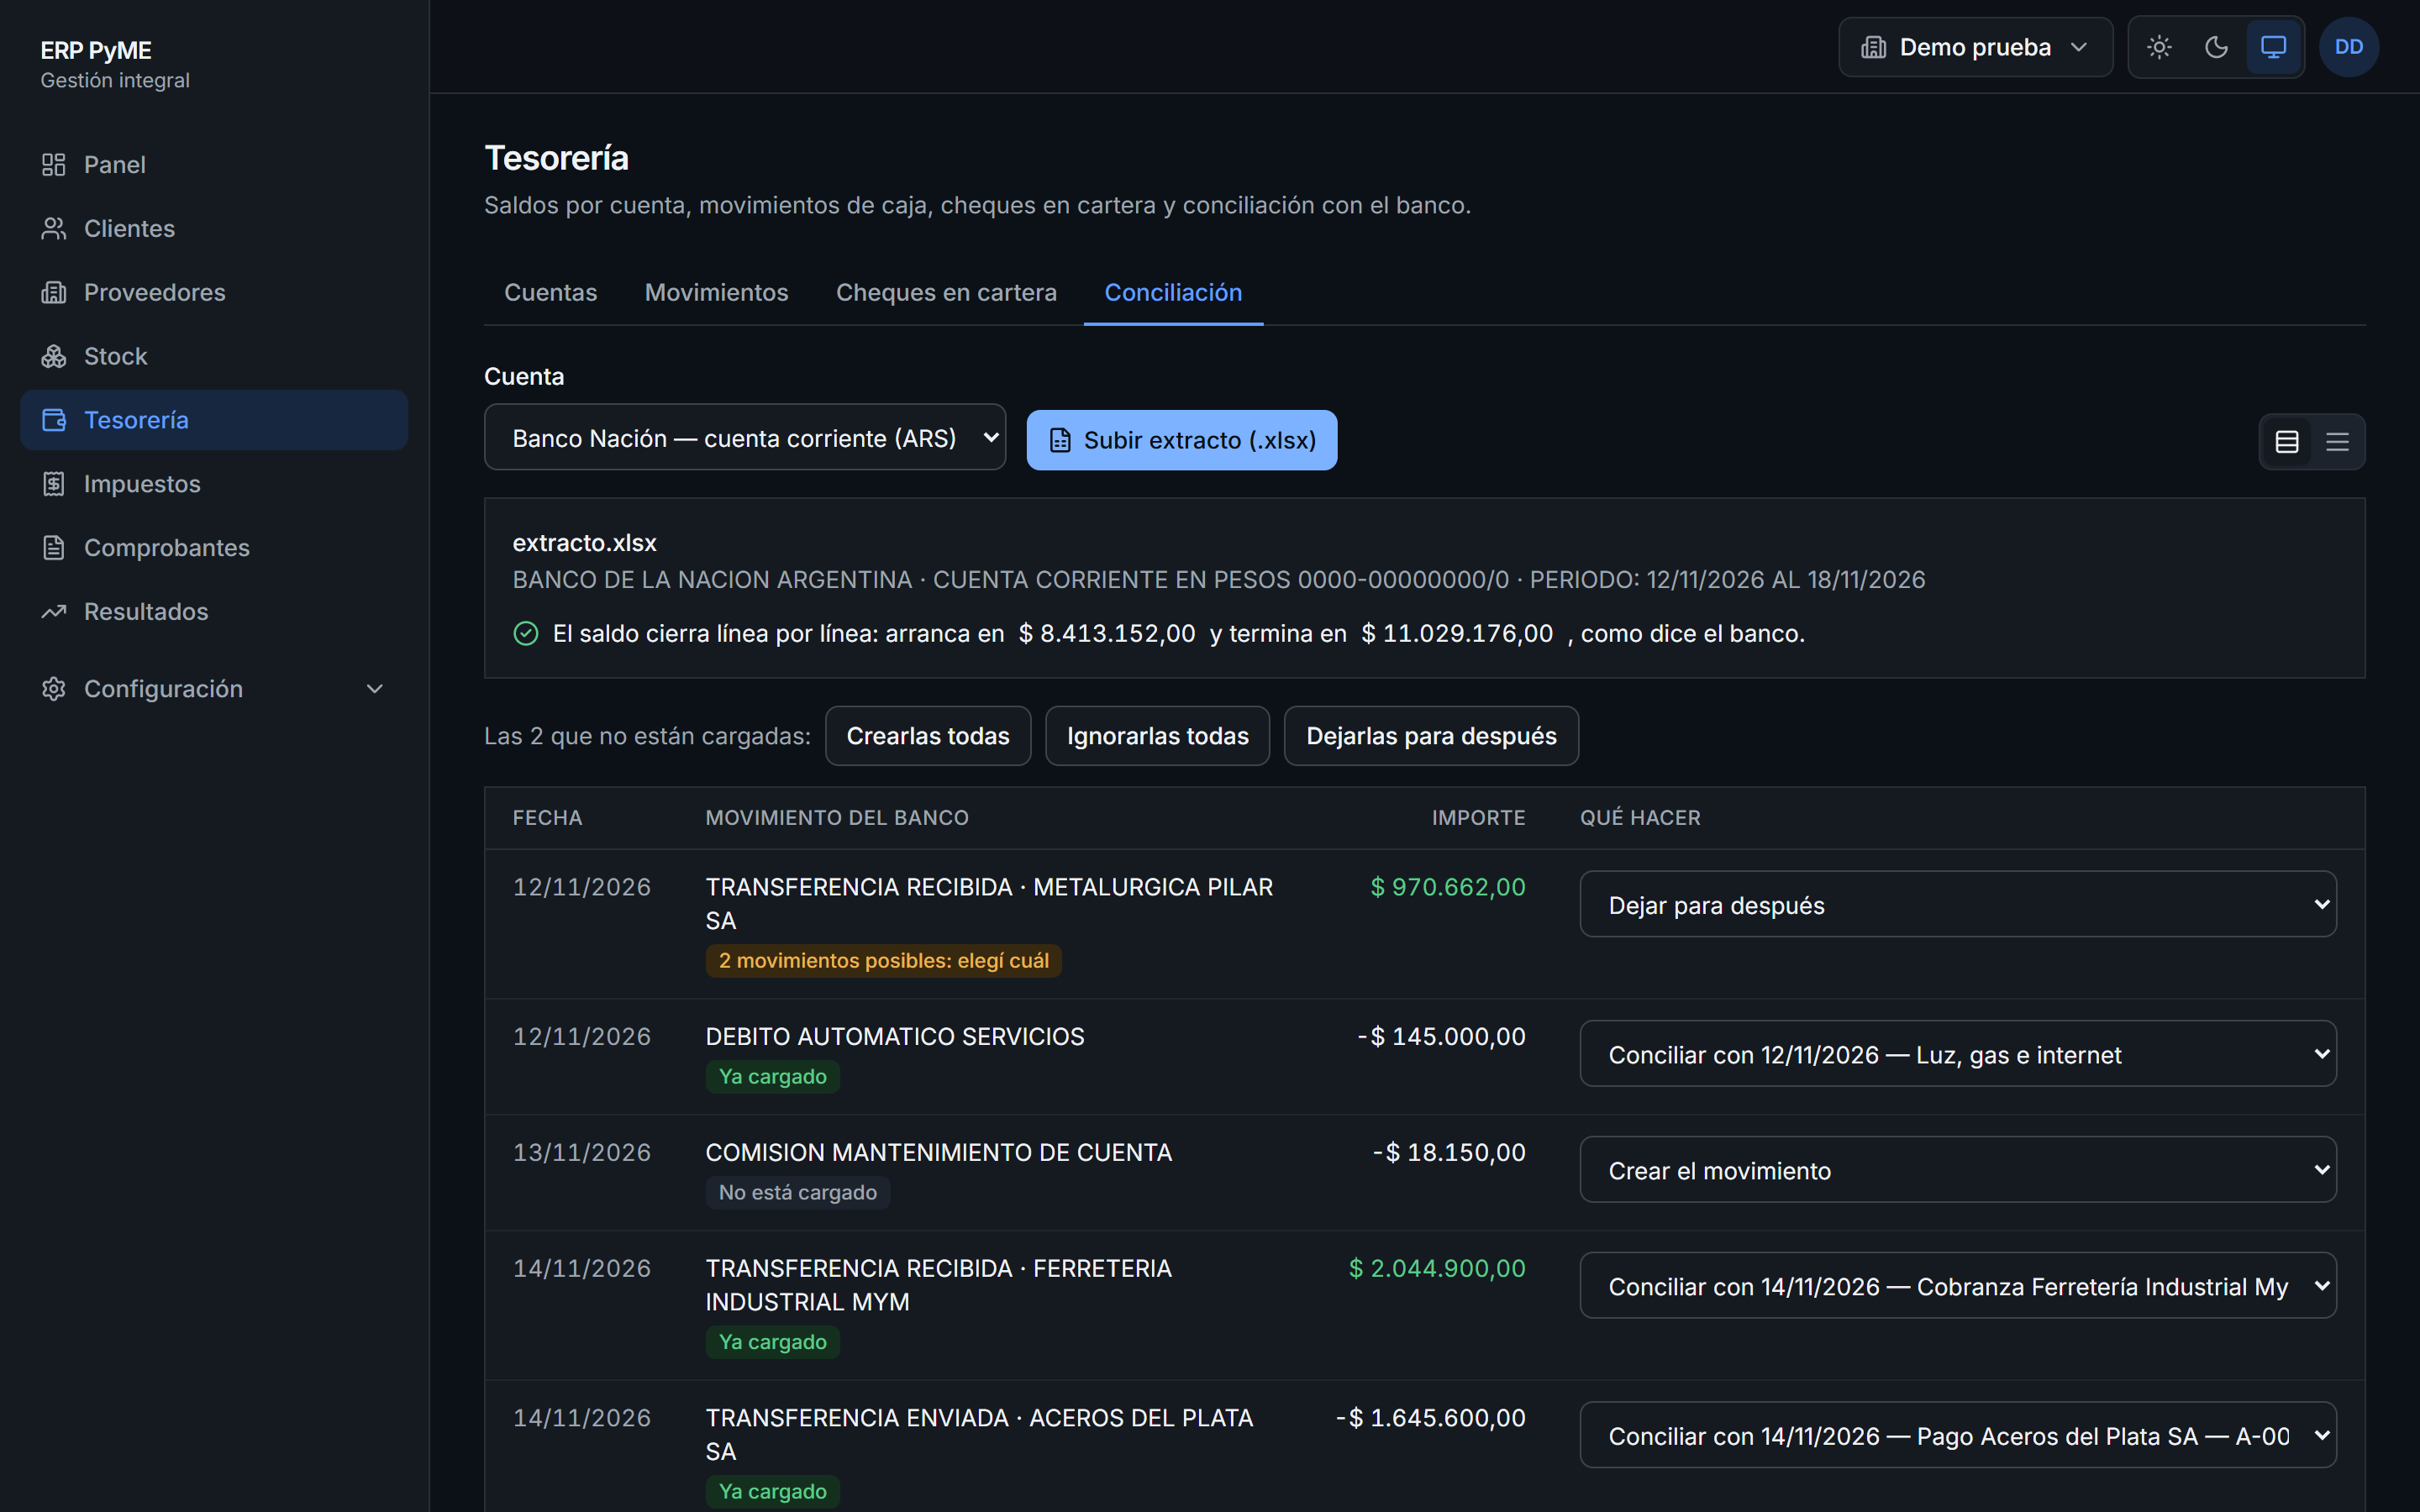 ERP PyME
Gestión integral
Panel
Clientes
Proveedores
Stock
Tesorería
Impuestos
Comprobantes
Resultados
Configuración
Demo prueba
DD
Tesorería
Saldos por cuenta, movimientos de caja, cheques en cartera y conciliación con el banco.
Cuentas Movimientos Cheques en cartera Conciliación
Cuenta
Banco Nación — cuenta corriente (ARS) Subir extracto (.xlsx)
extracto.xlsx
BANCO DE LA NACION ARGENTINA · CUENTA CORRIENTE EN PESOS 0000-00000000/0 · PERIODO: 12/11/2026 AL 18/11/2026
El saldo cierra línea por línea: arranca en $ 8.413.152,00 y termina en $ 11.029.176,00 , como dice el banco.
Las 2 que no están cargadas: Crearlas todas Ignorarlas todas Dejarlas para después
FECHA MOVIMIENTO DEL BANCO IMPORTE QUÉ HACER
12/11/2026 TRANSFERENCIA RECIBIDA · METALURGICA PILAR $ 970.662,00 Dejar para después
SA
2 movimientos posibles: elegí cuál
12/11/2026 DEBITO AUTOMATICO SERVICIOS -$ 145.000,00 Conciliar con 12/11/2026 — Luz, gas e internet
Ya cargado
13/11/2026 COMISION MANTENIMIENTO DE CUENTA -$ 18.150,00 Crear el movimiento
No está cargado
14/11/2026 TRANSFERENCIA RECIBIDA · FERRETERIA $ 2.044.900,00 Conciliar con 14/11/2026 — Cobranza Ferretería Industrial My
INDUSTRIAL MYM
Ya cargado
14/11/2026 TRANSFERENCIA ENVIADA · ACEROS DEL PLATA -$ 1.645.600,00 Conciliar con 14/11/2026 — Pago Aceros del Plata SA — A-00
SA
Ya cargado